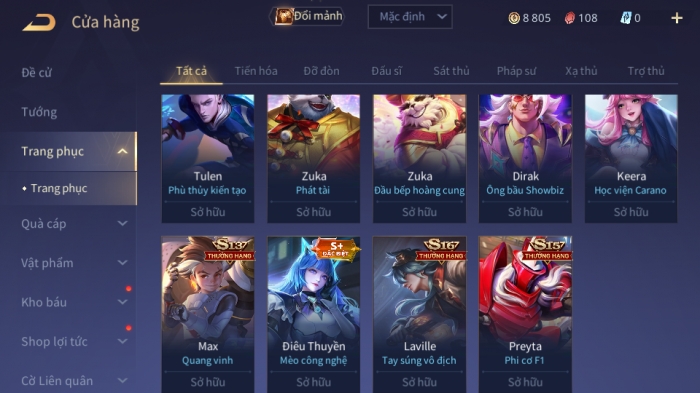 Cửa hàng
Đổi mảnh
Mặc định
8 805
108
0
Đề cử
Tướng
Trang phục
Trang phục
Quà cáp
Vật phẩm
Kho báu
Shop lợi tức
Cờ Liên quân
Tất cả Tiến hóa Đỡ đòn Đấu sĩ Sát thủ Pháp sư Xạ thủ Trợ thủ
Tulen
Phù thủy kiến tạo
Sở hữu
Zuka
Phát tài
Sở hữu
Zuka
Đầu bếp hoàng cung
Sở hữu
Dirak
Ông bầu Showbiz
Sở hữu
Keera
Học viện Carano
Sở hữu
S13
THƯỞNG HẠNG
Max
Quang vinh
Sở hữu
S+
ĐẶC BIỆT
Điêu Thuyền
Mèo công nghệ
Sở hữu
S16
THƯỞNG HẠNG
Laville
Tay súng vô địch
Sở hữu
S15
THƯỞNG HẠNG
Preyta
Phi cơ F1
Sở hữu